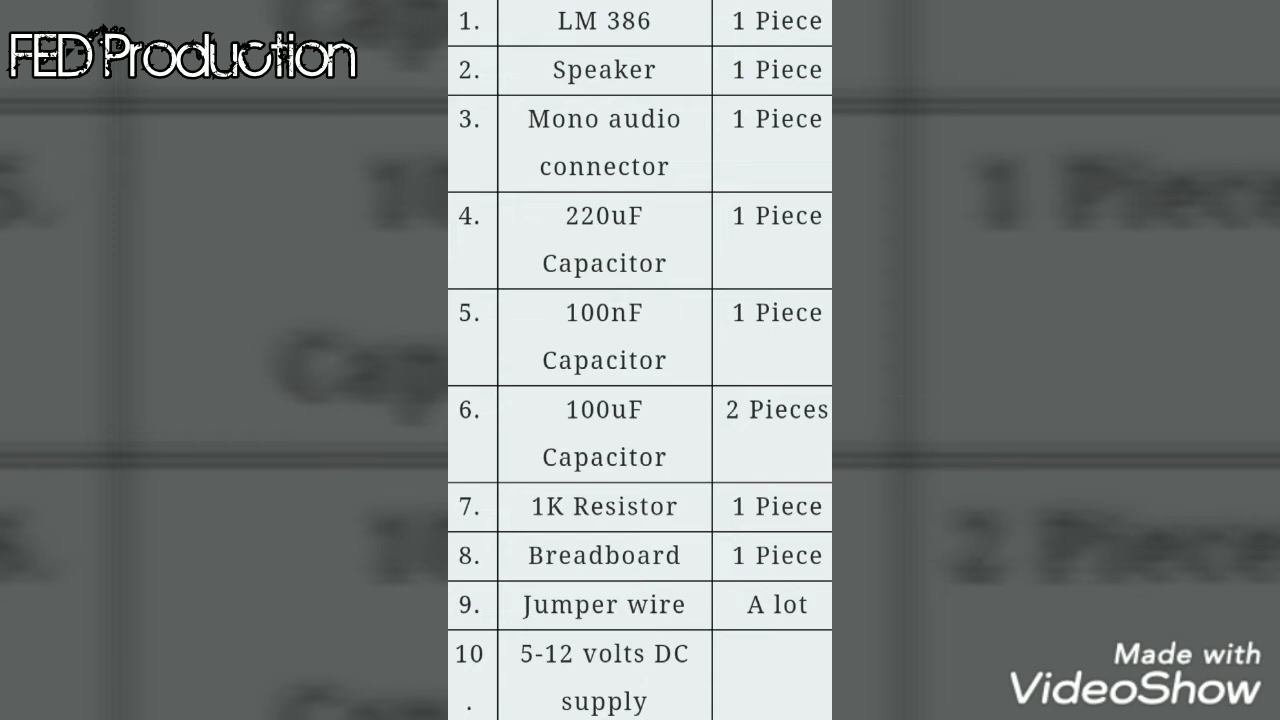 FED Production
1. LM 386 1 Piece
2. Speaker 1 Piece
3. Mono audio 1 Piece
connector
4. 220uF 1 Piece
Capacitor
5. 100nF 1 Piece
Capacitor
6. 100uF 2 Pieces
Capacitor
7. 1K Resistor 1 Piece
8. Breadboard 1 Piece
9. Jumper wire A lot
10 5-12 volts DC
. supply
Made with
VideoShow